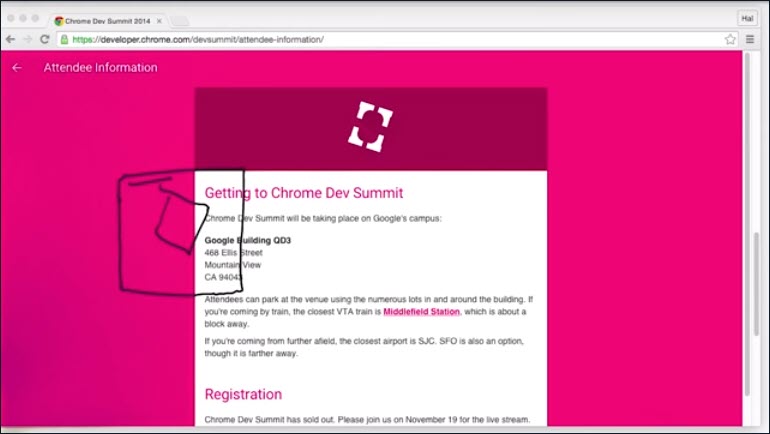 Chrome Dev Summit 2014
Hal
https://developer.chrome.com/devsummit/attendee-information/
Attendee Information
Getting to Chrome Dev Summit
Chrome Dev Summit will be taking place on Google's campus:
Google Building QD3
468 Ellis Street
Mountain View
CA 94043
Attendees can park at the venue using the numerous lots in and around the building. If
you're coming by train, the closest VTA train is Middlefield Station, which is about a
block away.
If you're coming from further afield, the closest airport is SJC. SFO is also an option,
though it is farther away.
Registration
Chrome Dev Summit has sold out. Please join us on November 19 for the live stream.